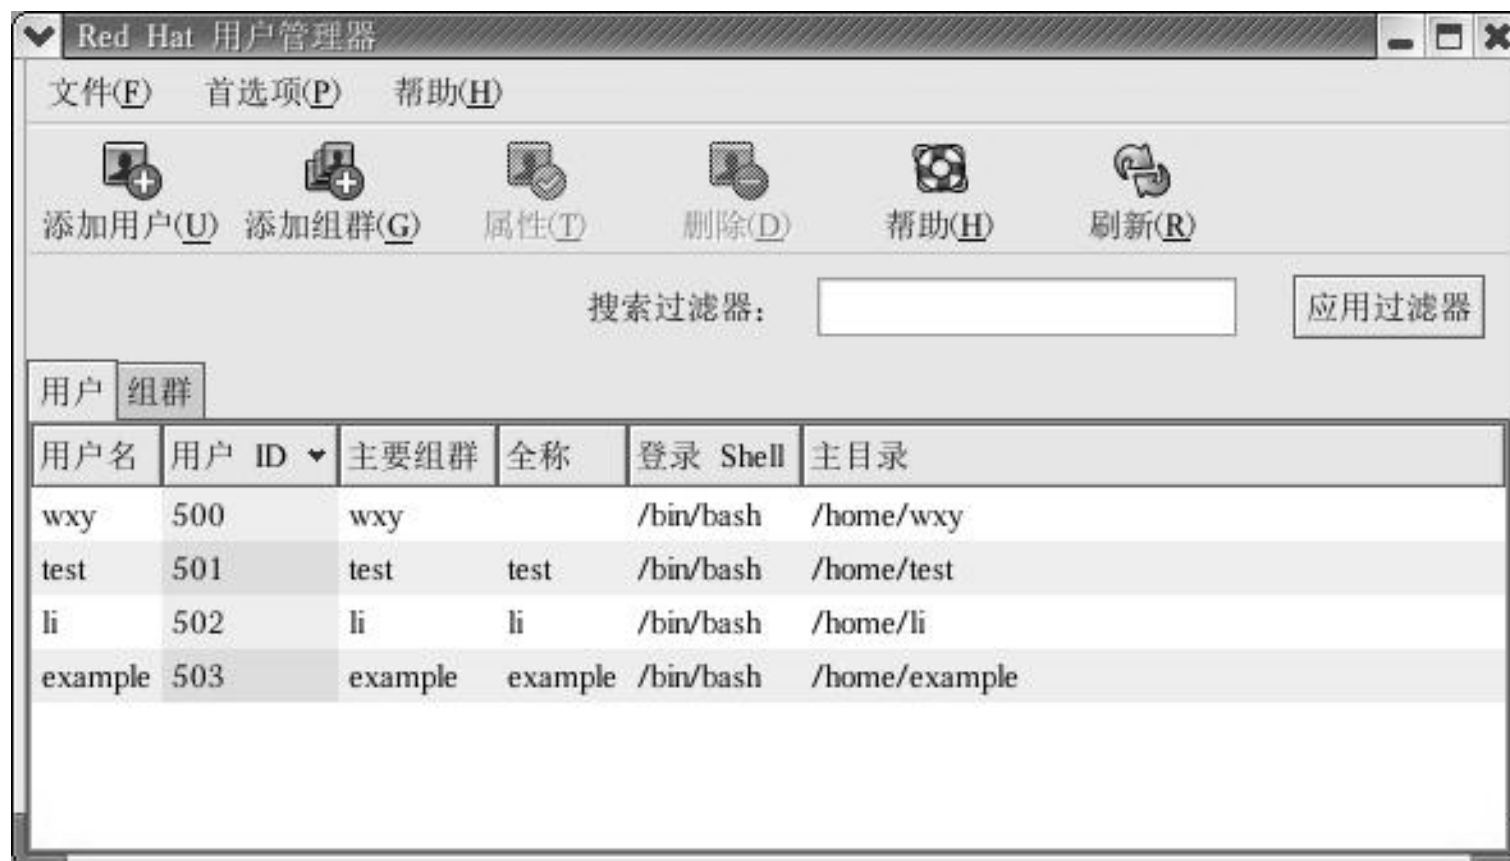 Red Hat 用户管理器
文件(F) 首选项(P) 帮助(H)
添加用户(U) 添加组群(G) 属性(T) 删除(D) 帮助(H) 刷新(R)
搜索过滤器： 应用过滤器
用户 组群
用户名 用户 ID 主要组群 全称 登录 Shell 主目录
wxy 500 wxy /bin/bash /home/wxy
test 501 test test /bin/bash /home/test
li 502 li li /bin/bash /home/li
example 503 example example /bin/bash /home/example